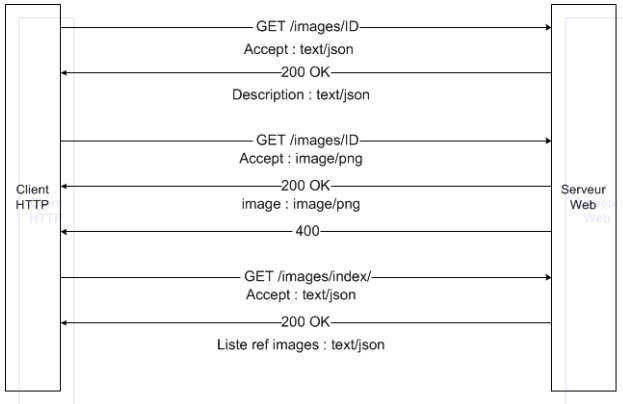 GET /images/ID
Accept : text/json
200 OK
Description : text/json
GET /images/ID
Accept : image/png
Client
HTTP
200 OK
image : image/png
Serveur
Web
400
GET /images/index/
Accept : text/json
200 OK
Liste ref images : text/json